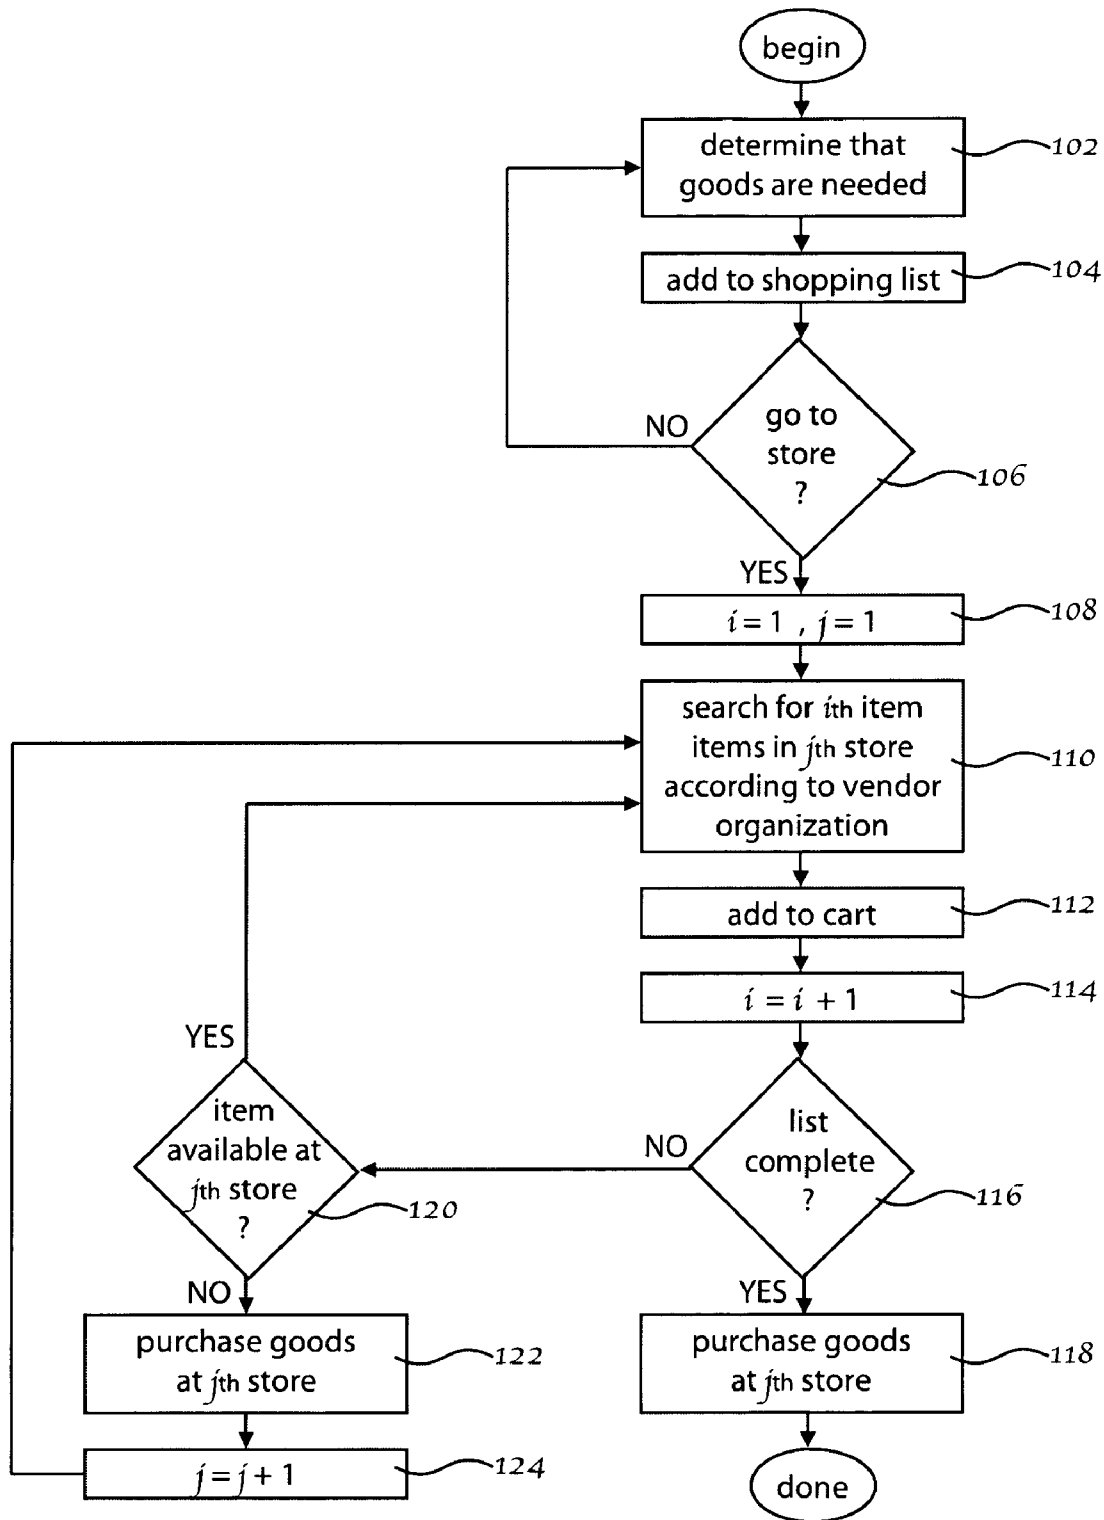 begin
determine that
goods are needed
102
add to shopping list
104
go to
store
?
106
NO
YES
i = 1 , j = 1
108
search for ith item
items in jth store
according to vendor
organization
110
add to cart
112
i = i + 1
114
list
complete
?
116
NO
YES
item
available at
jth store
?
120
YES
NO
purchase goods
at jth store
122
j = j + 1
124
purchase goods
at jth store
118
done